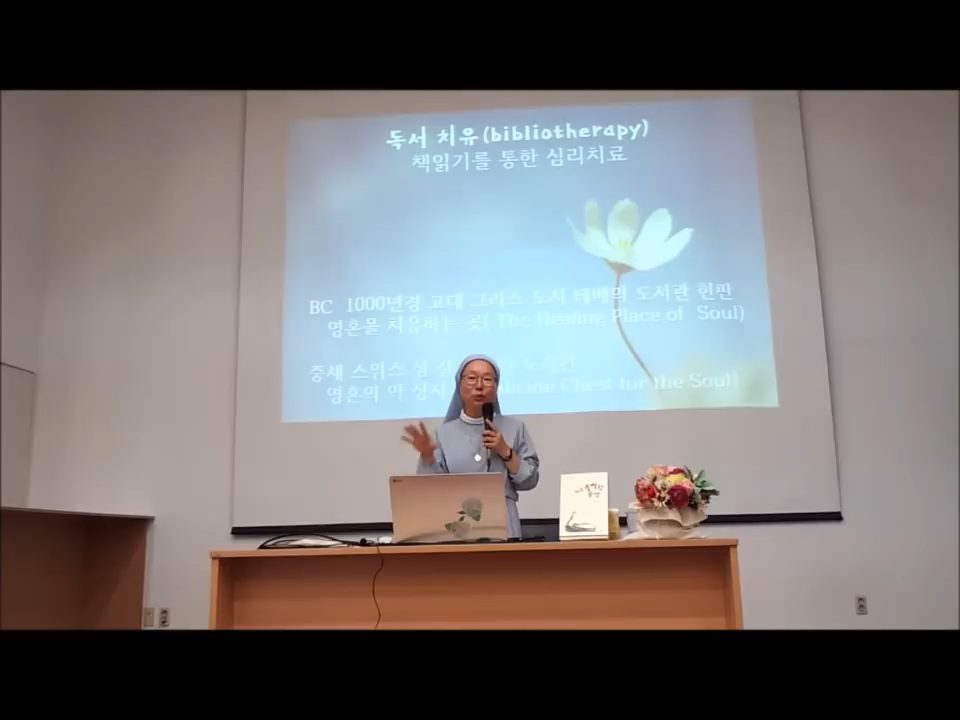 독서 치유(bibliotherapy)
책읽기를 통한 심리치료
BC 1000년경 고대 그리스 도시 테베의 도서관 현판
영혼을 치유하는 곳( The Healing Place of Soul)
중세 스위스 성 도서관
영혼의 약 상자 Chest for the Soul)